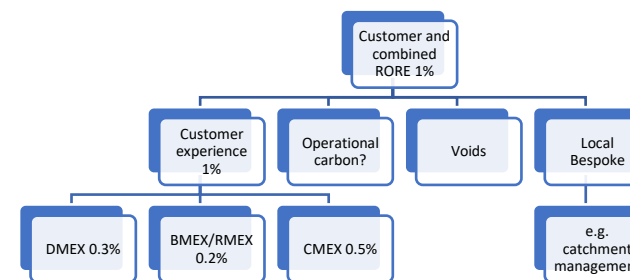 Customer and
combined
RORE 1%
Customer
experience
1%
Operational
carbon?
Voids
Local
Bespoke
DMEX 0.3%
BMEX/RMEX
0.2%
CMEX 0.5%
e.g.
catchment
management